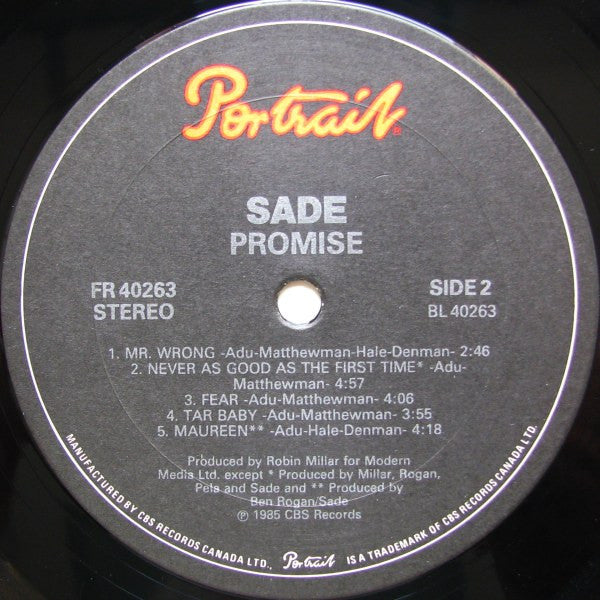 Portrait®
SADE
PROMISE
FR 40263
STEREO
SIDE 2
BL 40263
1. MR. WRONG -Adu-Matthewman-Hale-Denman- 2:46
2. NEVER AS GOOD AS THE FIRST TIME* -Adu-
Matthewman- 4:57
3. FEAR -Adu-Matthewman- 4:06
4. TAR BABY -Adu-Matthewman- 3:55
5. MAUREEN** -Adu-Hale-Denman- 4:18
Produced by Robin Millar for Modern
Media Ltd. except * Produced by Millar, Rogan,
Pela and Sade and ** Produced by
Ben Rogan/Sade
℗ 1985 CBS Records
MANUFACTURED BY CBS RECORDS CANADA LTD., Portrait IS A TRADEMARK OF CBS RECORDS CANADA LTD.